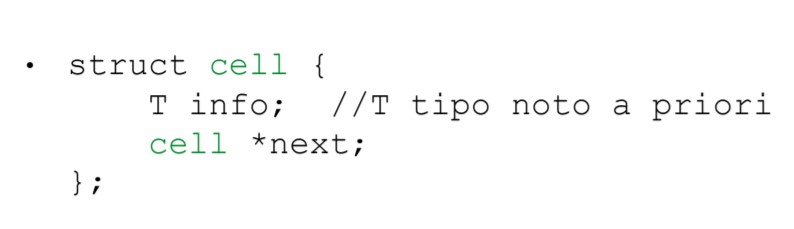 • struct cell {
T info; //T tipo noto a priori
cell *next;
};